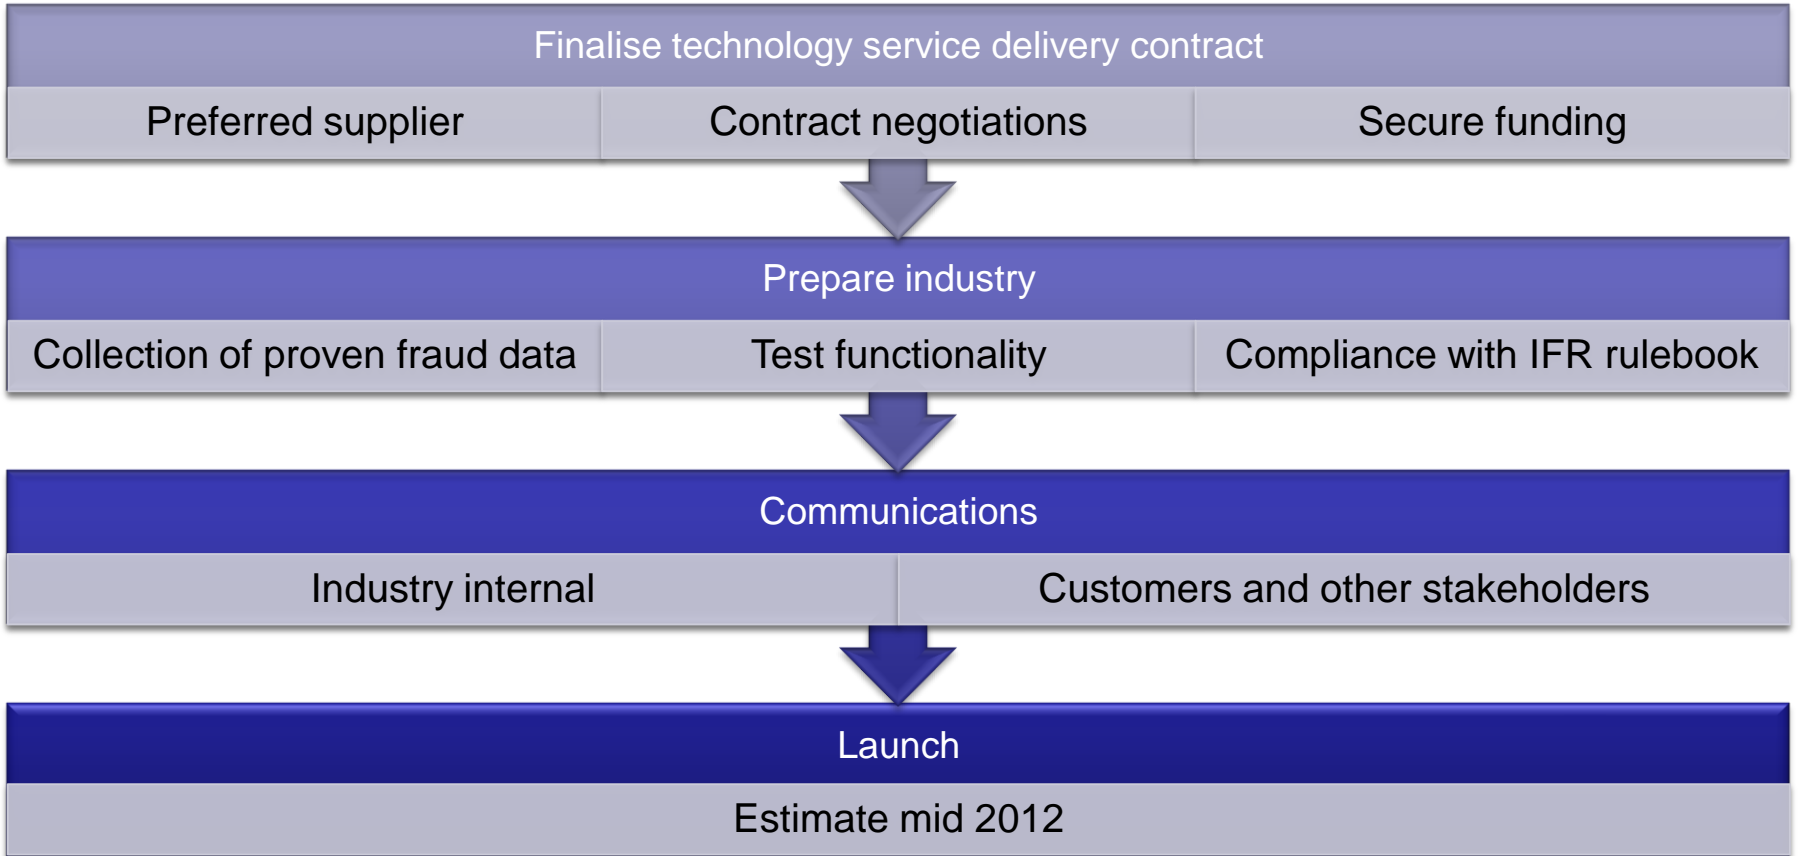 Finalise technology service delivery contract
Preferred supplier
Contract negotiations
Secure funding
Prepare industry
Collection of proven fraud data
Test functionality
Compliance with IFR rulebook
Communications
Industry internal
Customers and other stakeholders
Launch
Estimate mid 2012